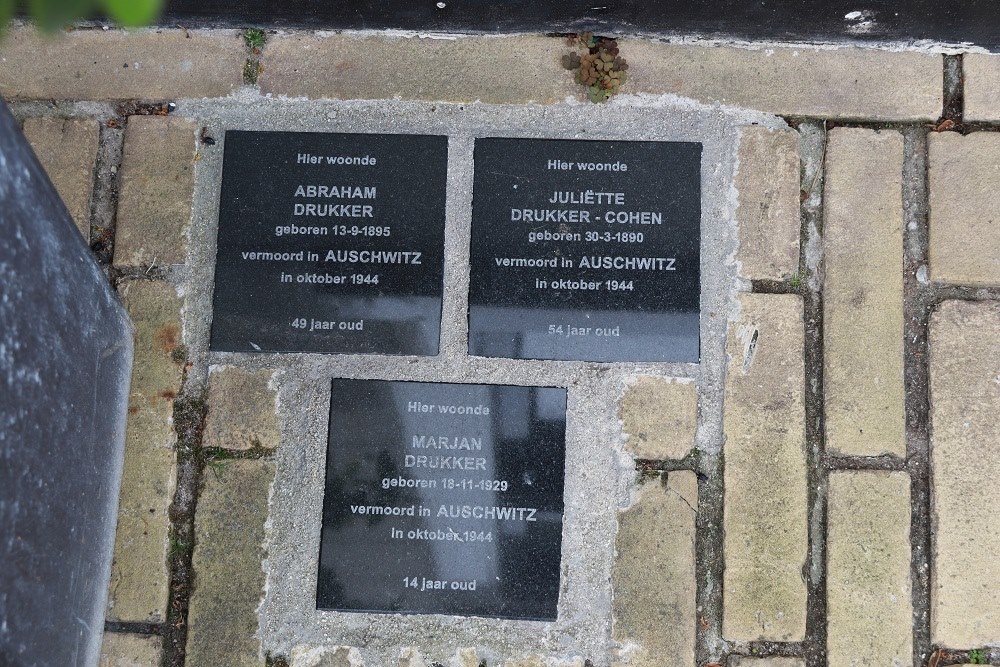 Hier woonde
ABRAHAM
DRUKKER
geboren 13-9-1895
vermoord in AUSCHWITZ
in oktober 1944
49 jaar oud
Hier woonde
JULIËTTE
DRUKKER - COHEN
geboren 30-3-1890
vermoord in AUSCHWITZ
in oktober 1944
54 jaar oud
Hier woonde
MARJAN
DRUKKER
geboren 18-11-1929
vermoord in AUSCHWITZ
in oktober 1944
14 jaar oud